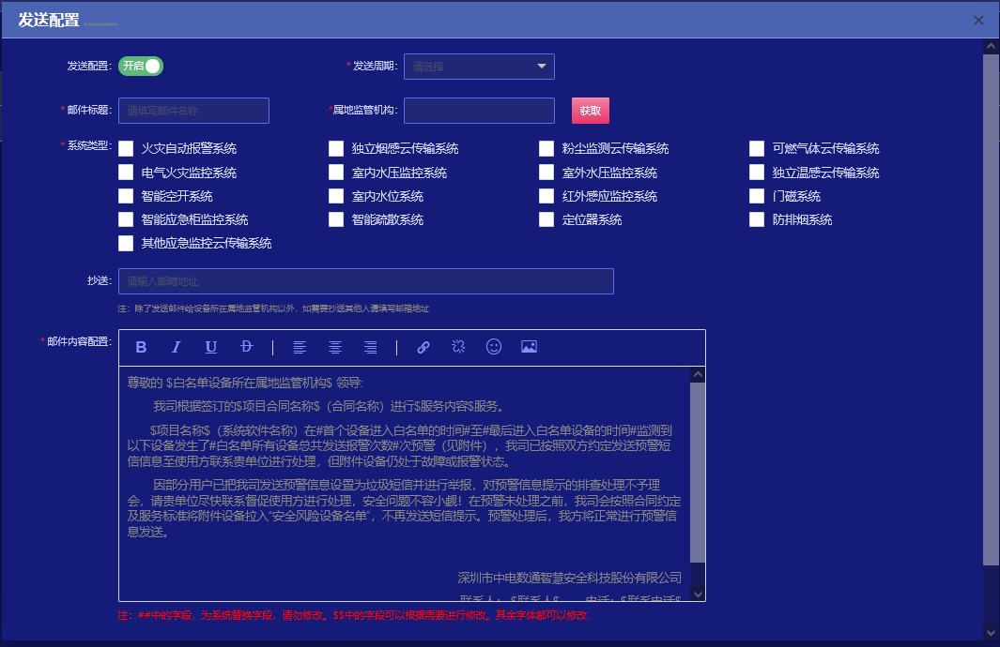 发送配置
发送配置: 开启 *发送周期: 请选择
*邮件标题: 请填写邮件名称 *属地监管机构: 获取
*系统类型: 火灾自动报警系统 独立烟感云传输系统 粉尘监测云传输系统 可燃气体云传输系统
电气火灾监控系统 室内水压监控系统 室外水压监控系统 独立温感云传输系统
智能空开系统 室内水位系统 红外感应监控系统 门磁系统
智能应急柜监控系统 智能疏散系统 定位器系统 防排烟系统
其他应急监控云传输系统
抄送: 请输入邮箱地址
注：除了发送邮件给设备所在属地监管机构以外，如需要抄送其他人请填写邮箱地址
*邮件内容配置: B I U D
尊敬的 $白名单设备所在属地监管机构$ 领导:
我司根据签订的$项目合同名称$（合同名称）进行$服务内容$服务。
$项目名称$（系统软件名称）在#首个设备进入白名单的时间#至#最后进入白名单设备的时间#监测到
以下设备发生了#白名单所有设备总共发送报警次数#次预警（见附件），我司已按照双方约定发送预警短
信信息至使用方联系贵单位进行处理，但附件设备仍处于故障或报警状态。
因部分用户已把我司发送预警信息设置为垃圾短信并进行举报，对预警信息提示的排查处理不予理
会，请贵单位尽快联系督促使用方进行处理，安全问题不容小觑！在预警未处理之前，我司会按照合同约定
及服务标准将附件设备拉入“安全风险设备名单”，不再发送短信提示。预警处理后，我方将正常进行预警信
息发送。
深圳市中电数通智慧安全科技股份有限公司
联系人： $联系人$ 电话：$联系电话$
注：##中的字段，为系统替换字段，请勿修改。$$中的字段可以根据需要进行修改。其余字体都可以修改